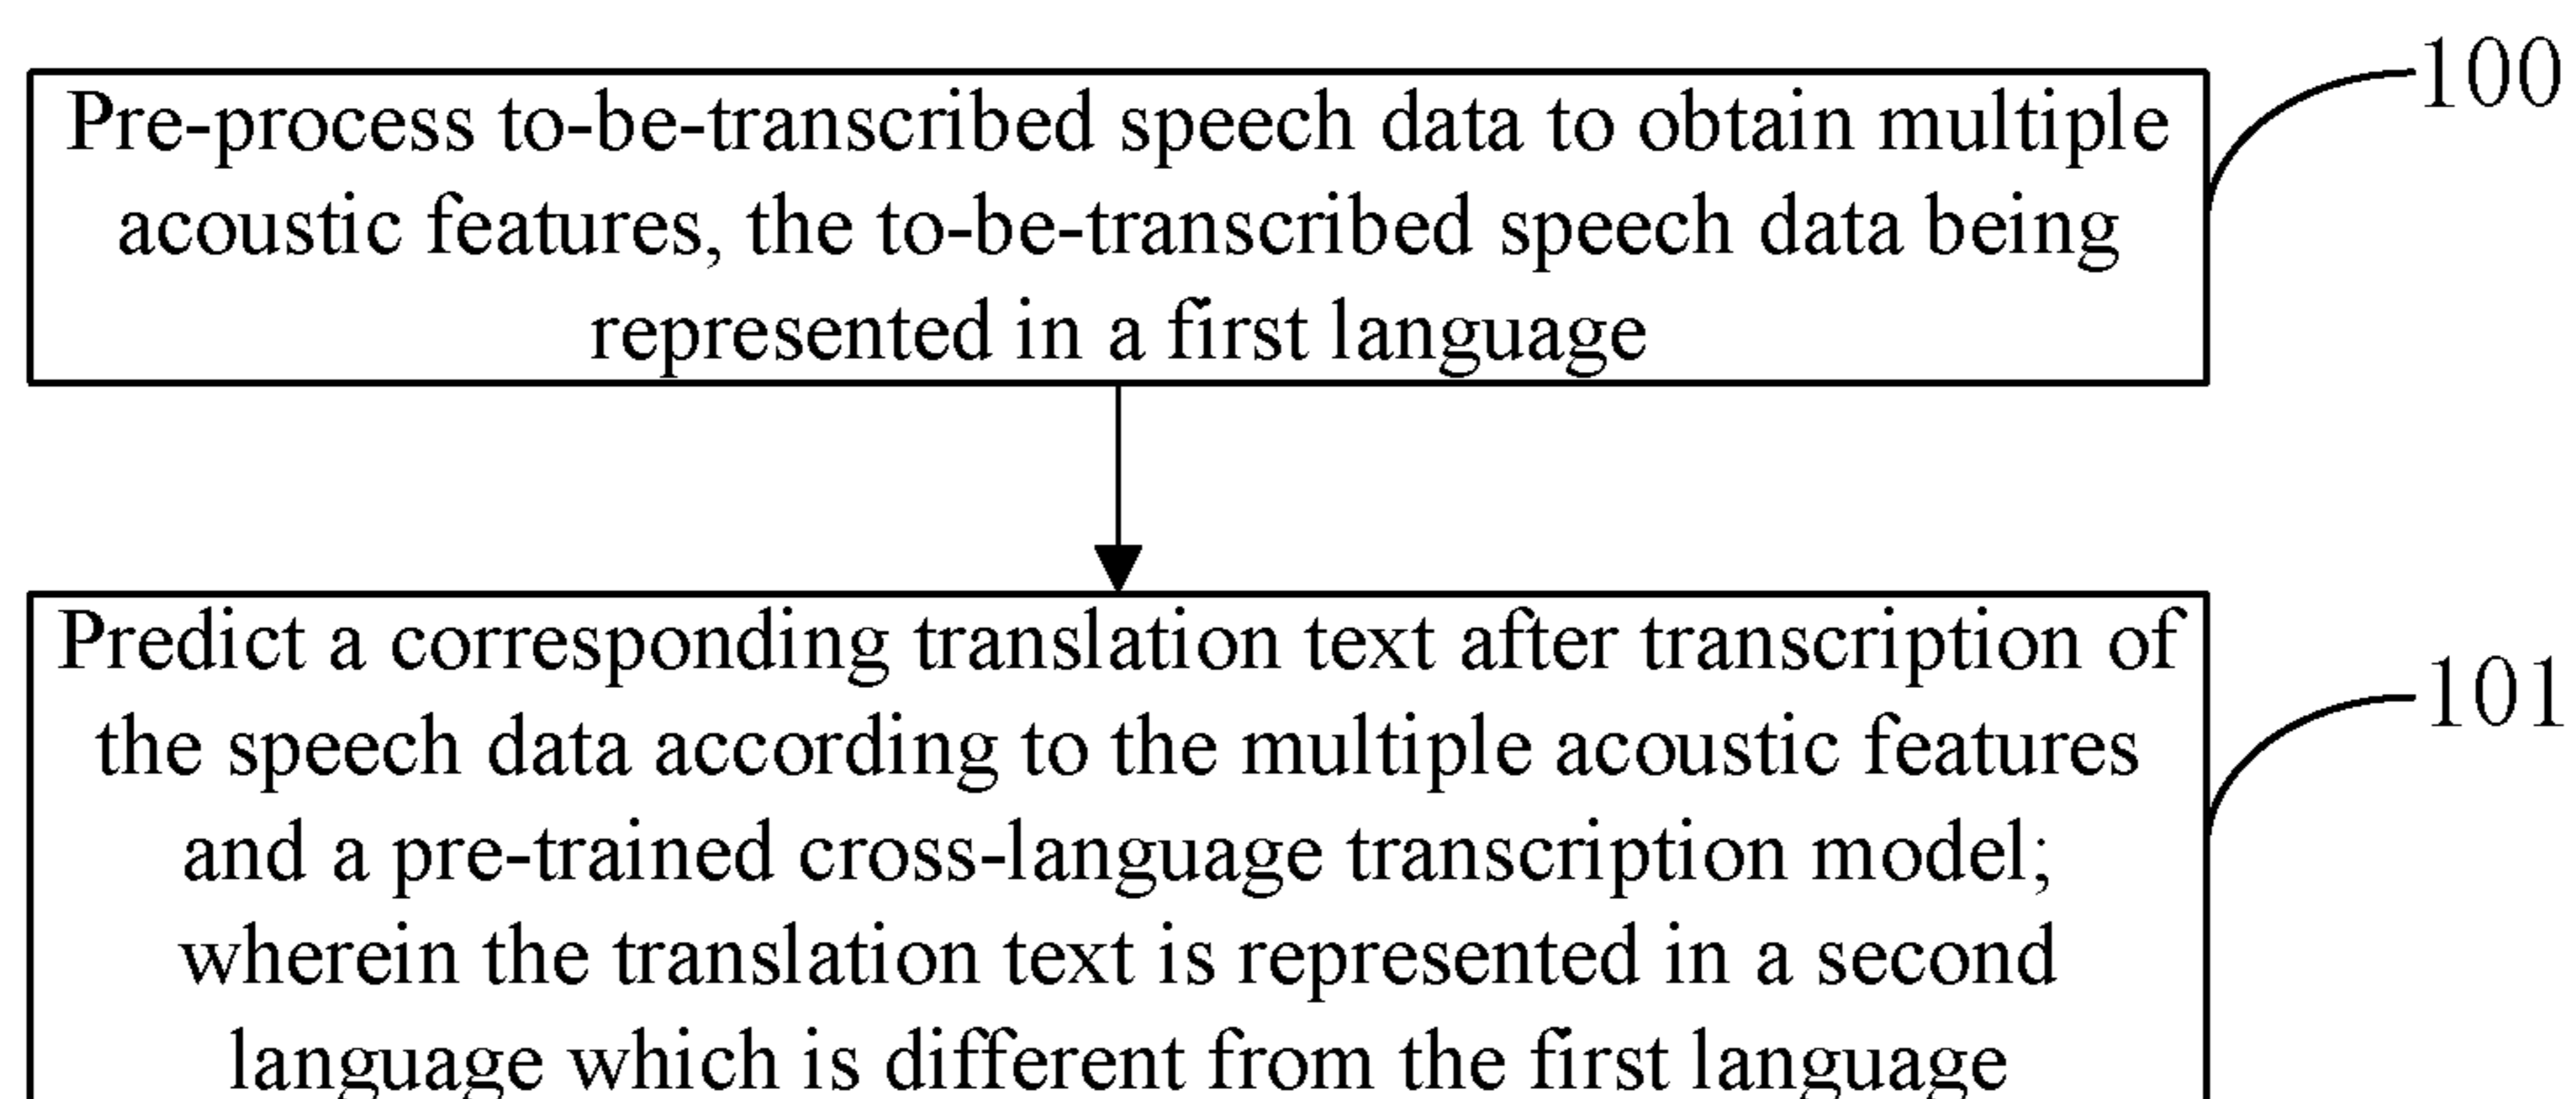 100
Pre-process to-be-transcribed speech data to obtain multiple
acoustic features, the to-be-transcribed speech data being
represented in a first language
Predict a corresponding translation text after transcription of
the speech data according to the multiple acoustic features
101
and a pre-trained cross-language transcription model;
wherein the translation text is represented in a second
language which is different from the first language